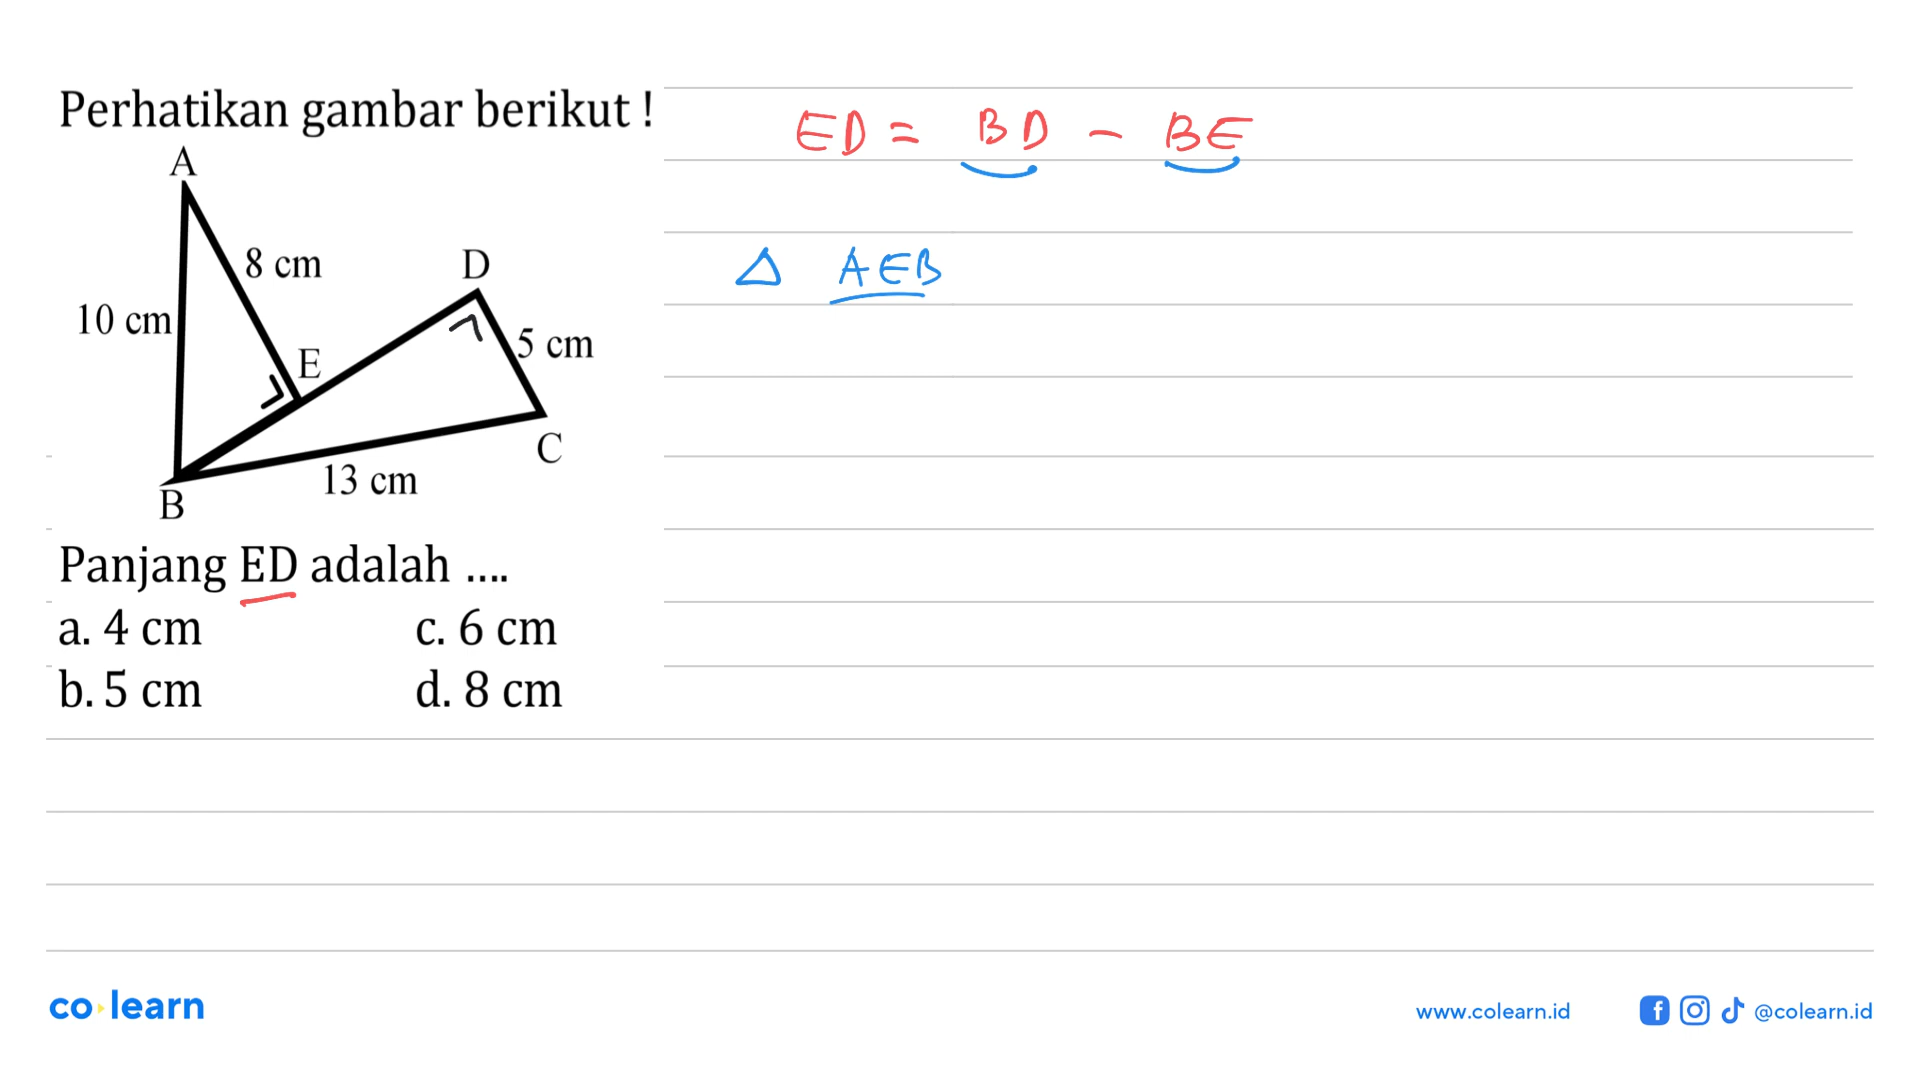 Perhatikan gambar berikut !
ED = BD - BE
A
8 cm
D
Δ AEB
10 cm
5 cm
E
C
13 cm
B
Panjang ED adalah ....
a. 4 cm
c. 6 cm
b. 5 cm
d. 8 cm
co learn
www.colearn.id
@colearn.id